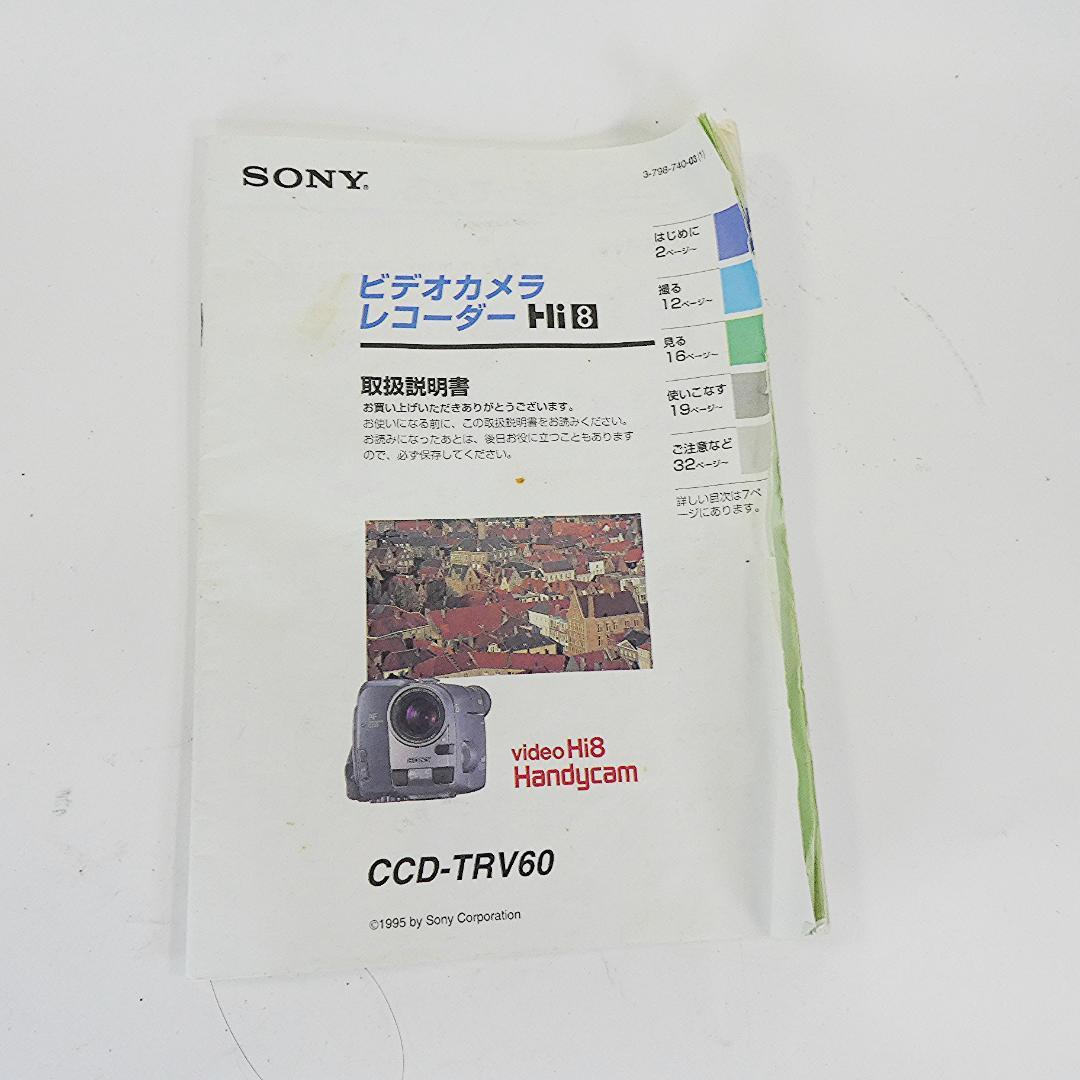 SONY®
3-798-740-03(1)
はじめに
2ページ~
撮る
12ページ~
見る
16ページ~
使いこなす
19ページ~
ご注意など
32ページ~
詳しい目次は7ペ
ージにあります。
ビデオカメラ
レコーダー Hi8
取扱説明書
お買い上げいただきありがとうございます。
お使いになる前に、この取扱説明書をお読みください。
お読みになったあとは、後日お役に立つこともあります
ので、必ず保存してください。
video Hi8
Handycam
CCD-TRV60
©1995 by Sony Corporation